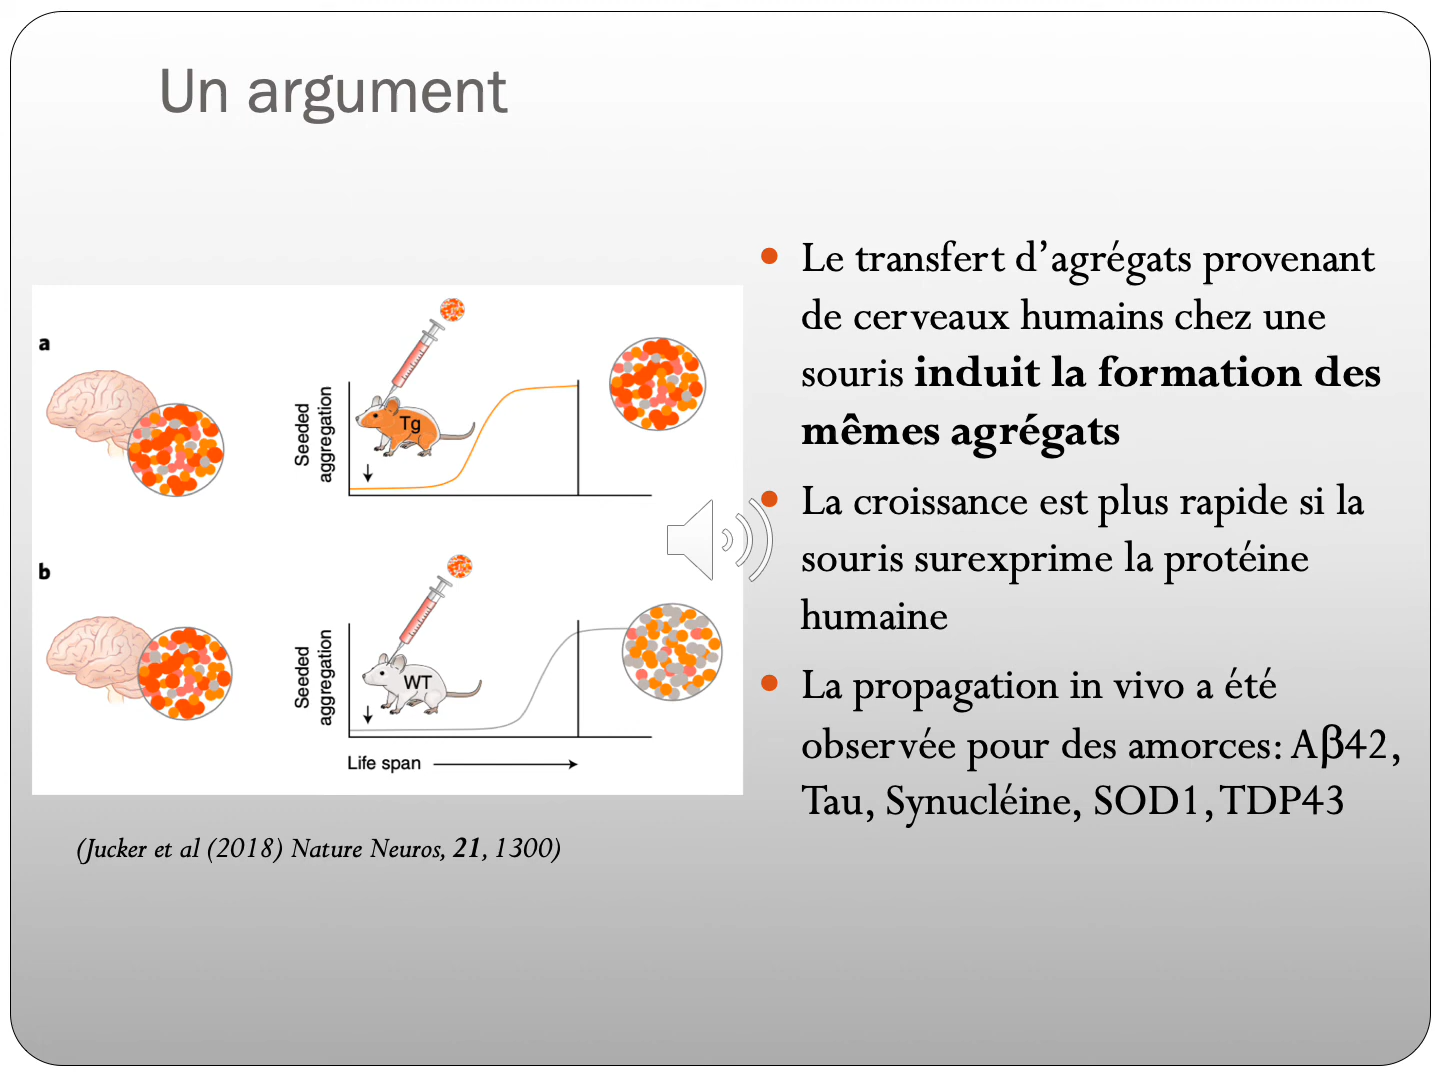 Un argument
a
Seeded
aggregation
Tg
b
Seeded
aggregation
WT
Life span
(Jucker et al (2018) Nature Neuros, 21, 1300)
Le transfert d’agrégats provenant
de cerveaux humains chez une
souris induit la formation des
mêmes agrégats
La croissance est plus rapide si la
souris surexprime la protéine
humaine
La propagation in vivo a été
observée pour des amorces: Aβ42,
Tau, Synucléine, SOD1, TDP43